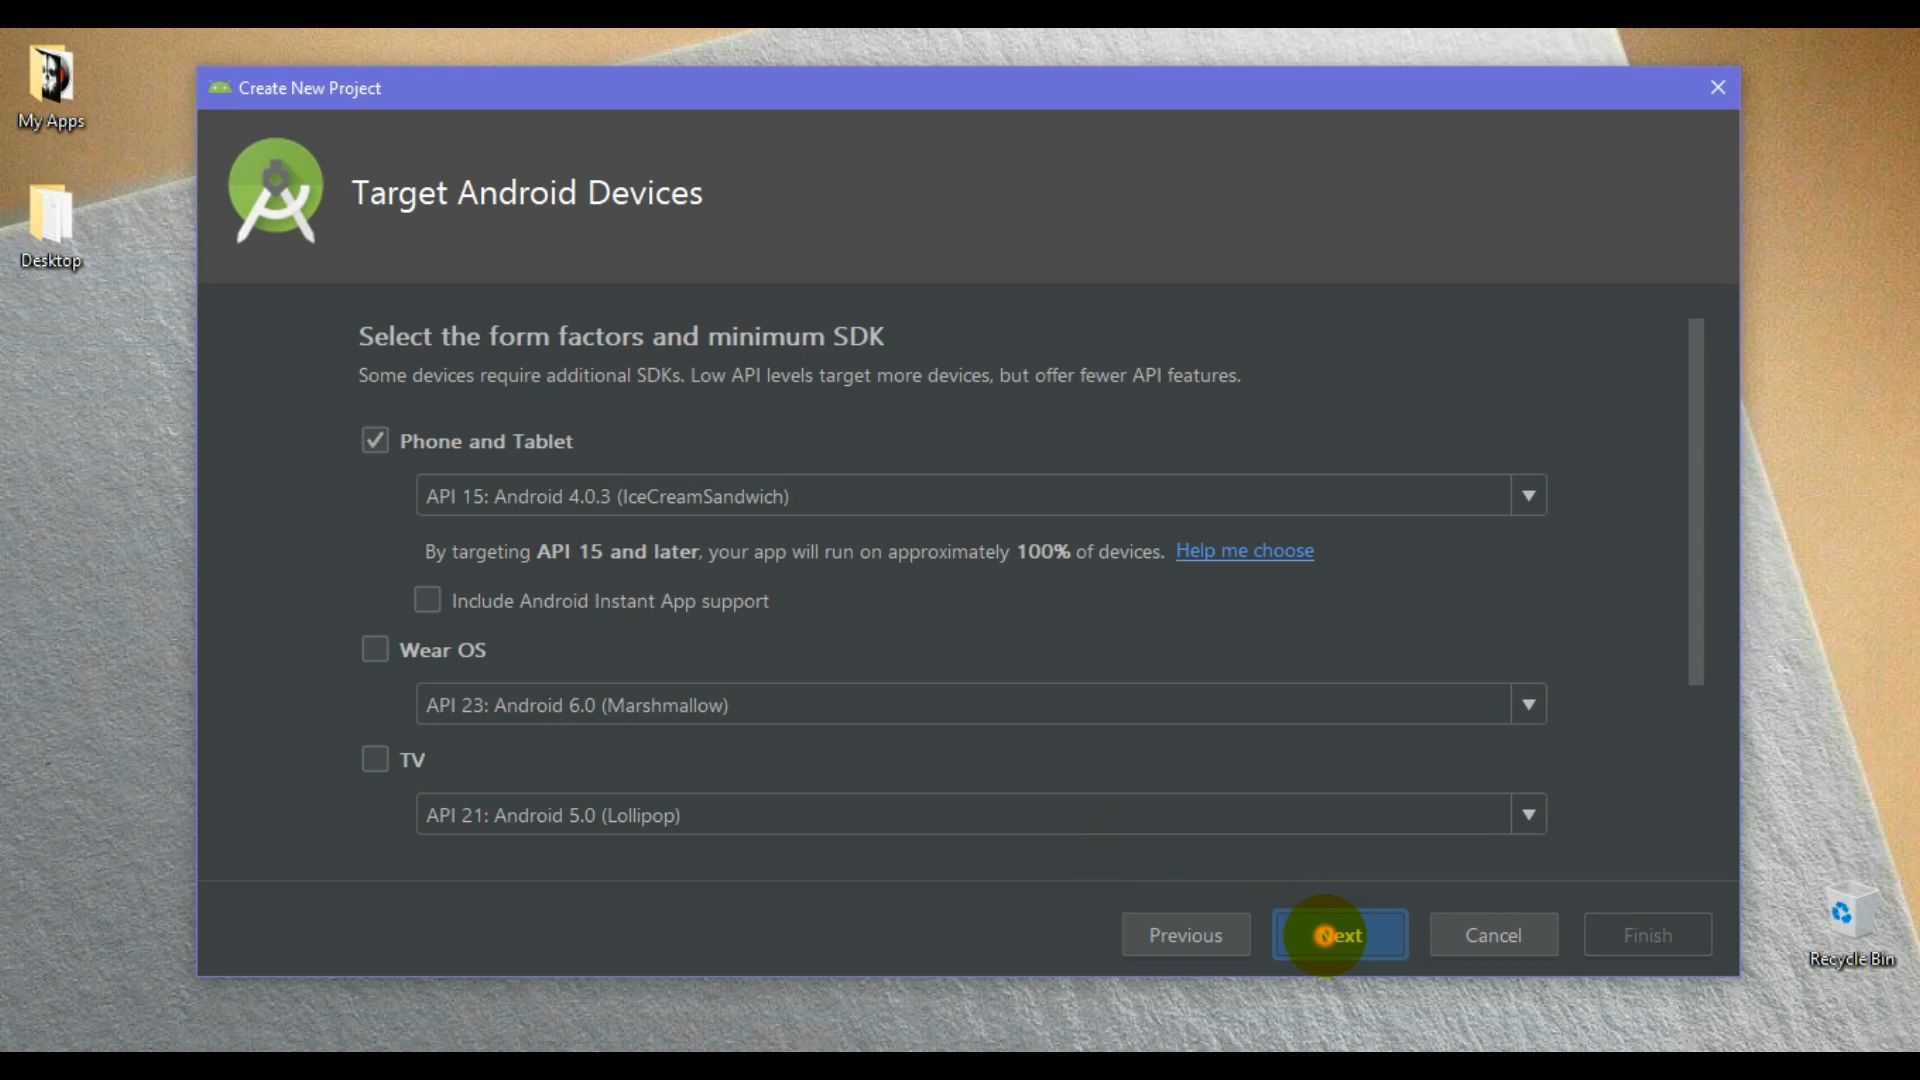 My Apps
Desktop
Create New Project
Target Android Devices
Select the form factors and minimum SDK
Some devices require additional SDKs. Low API levels target more devices, but offer fewer API features.
Phone and Tablet
API 15: Android 4.0.3 (IceCreamSandwich)
By targeting API 15 and later, your app will run on approximately 100% of devices. Help me choose
Include Android Instant App support
Wear OS
API 23: Android 6.0 (Marshmallow)
TV
API 21: Android 5.0 (Lollipop)
Previous Next Cancel Finish
Recycle Bin